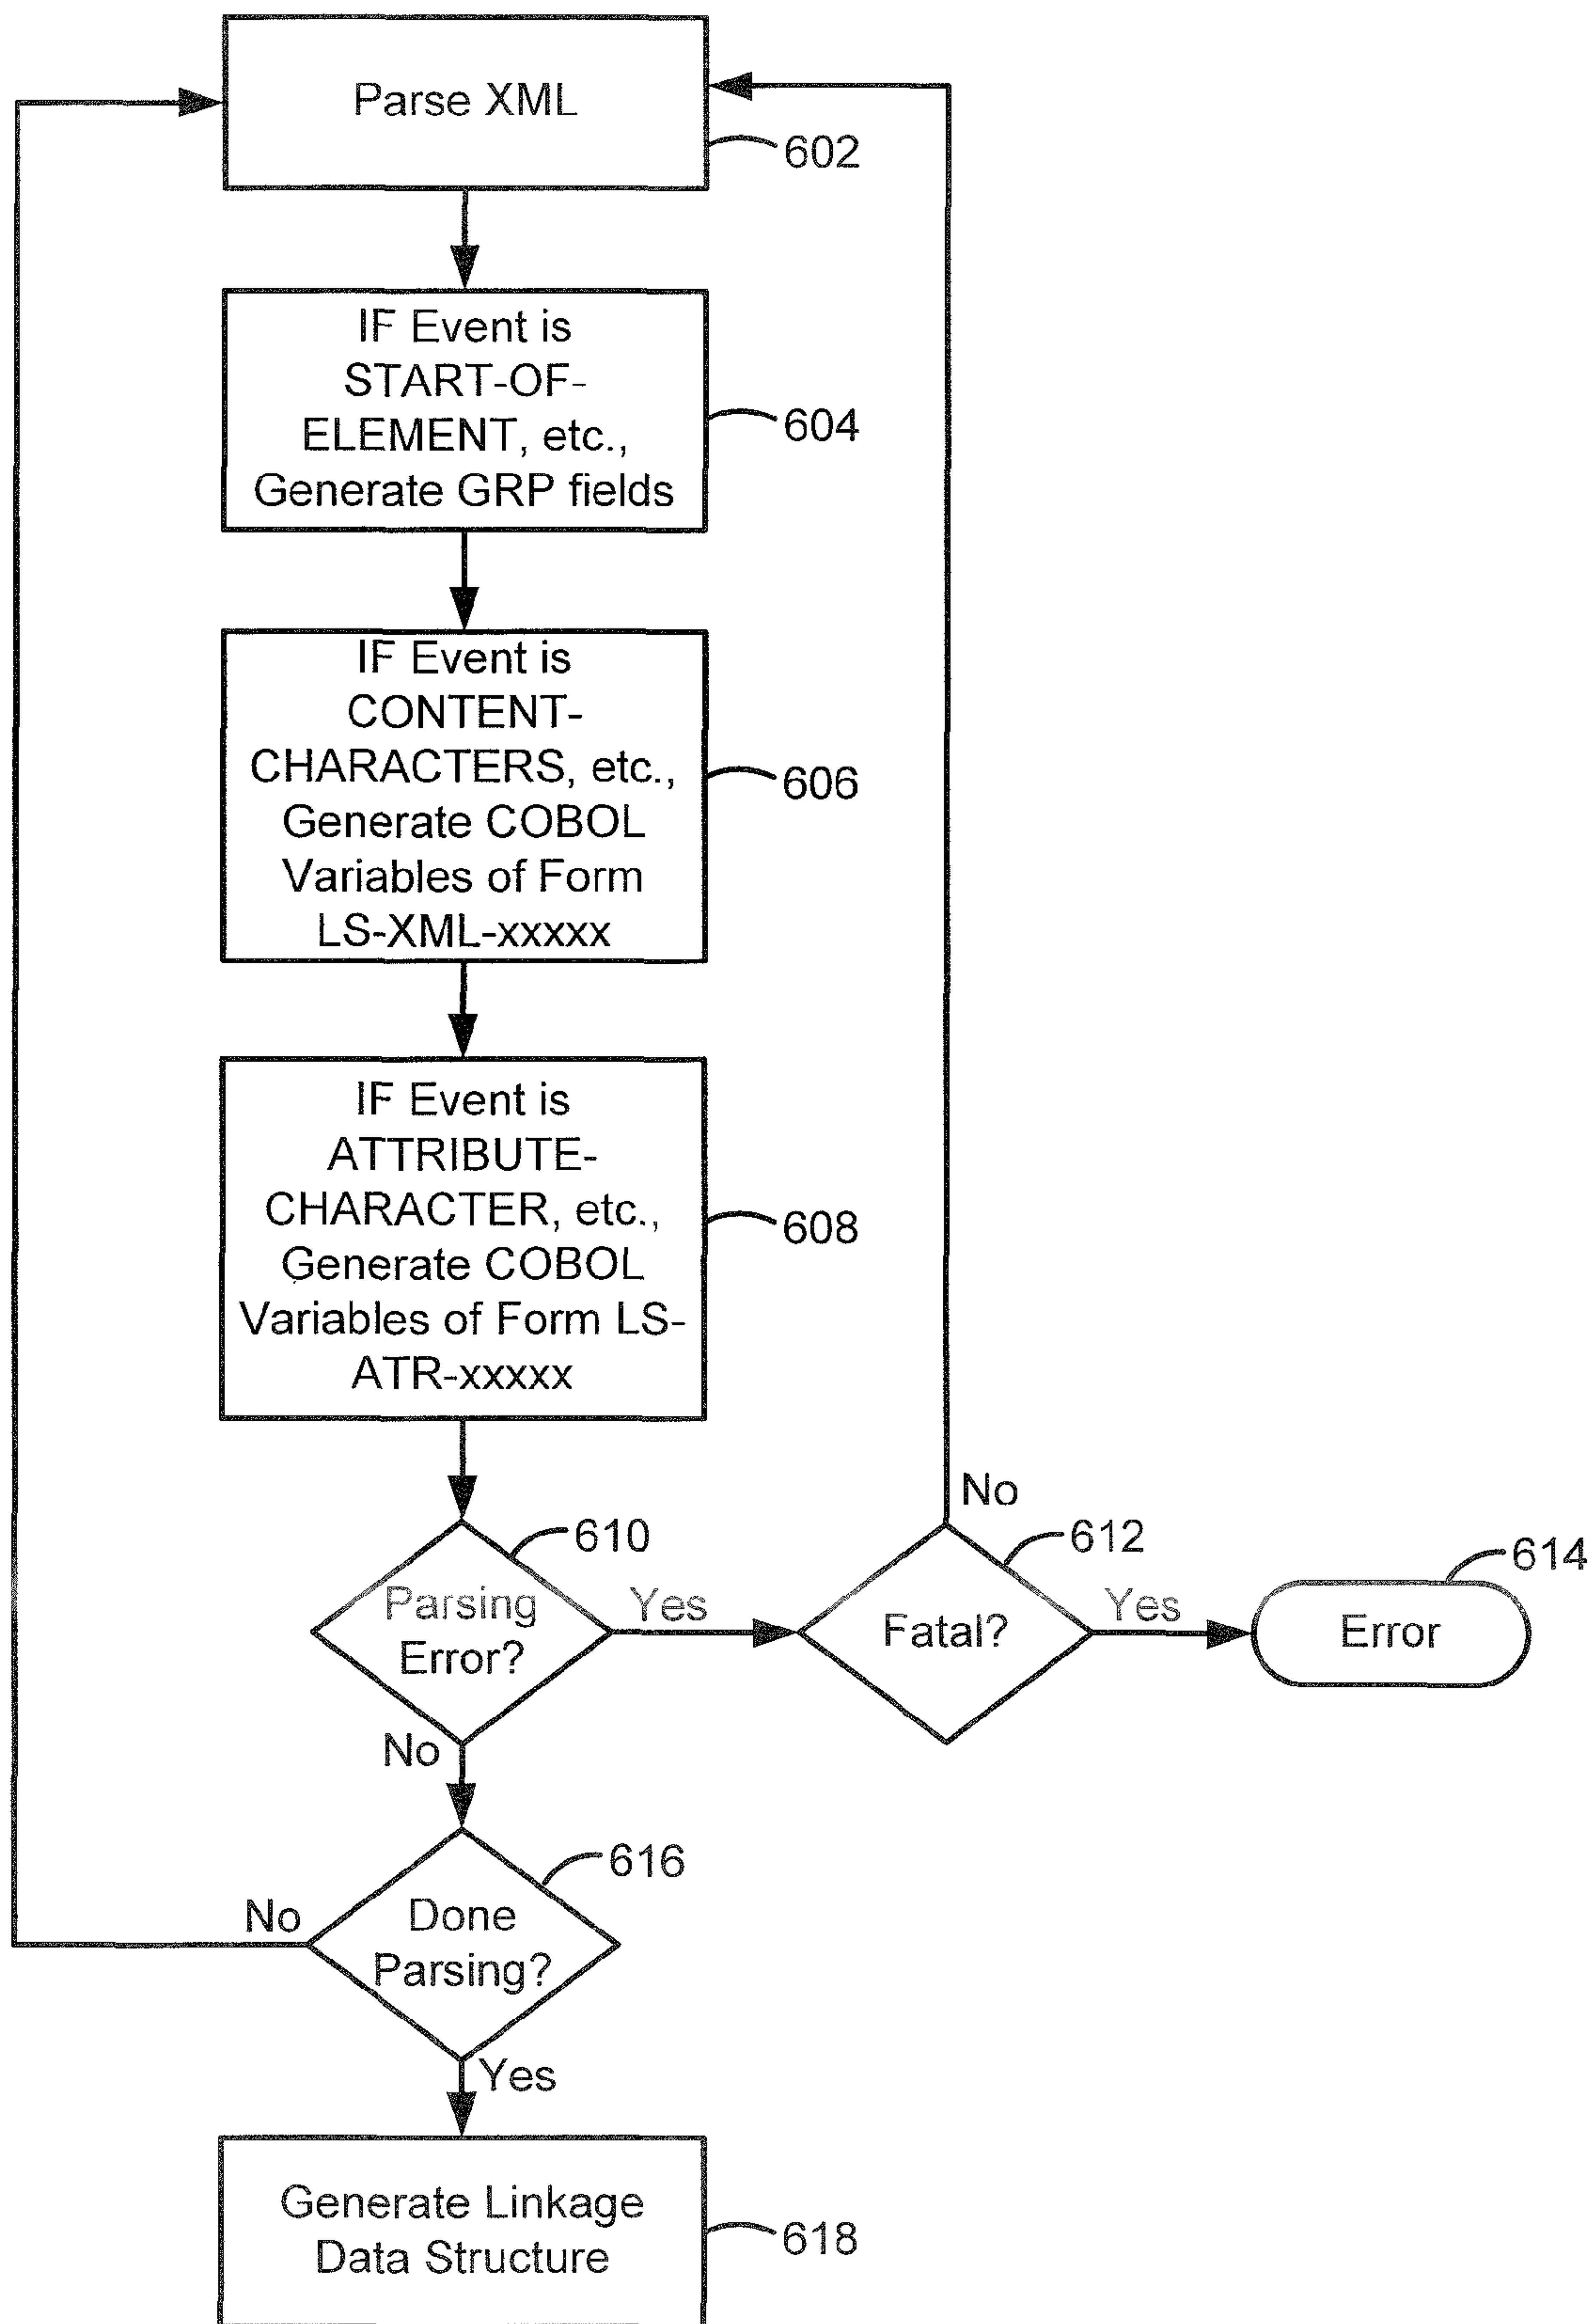 Parse XML
602
IF Event is
START-OF-
ELEMENT, etc.,
Generate GRP fields
604
IF Event is
CONTENT-
CHARACTERS, etc.,
Generate COBOL
Variables of Form
LS-XML-xxxxx
606
IF Event is
ATTRIBUTE-
CHARACTER, etc.,
Generate COBOL
Variables of Form LS-
ATR-xxxxx
608
Parsing
Error?
610
Yes
No
Fatal?
612
No
Yes
Error
614
Done
Parsing?
616
No
Yes
Generate Linkage
Data Structure
618